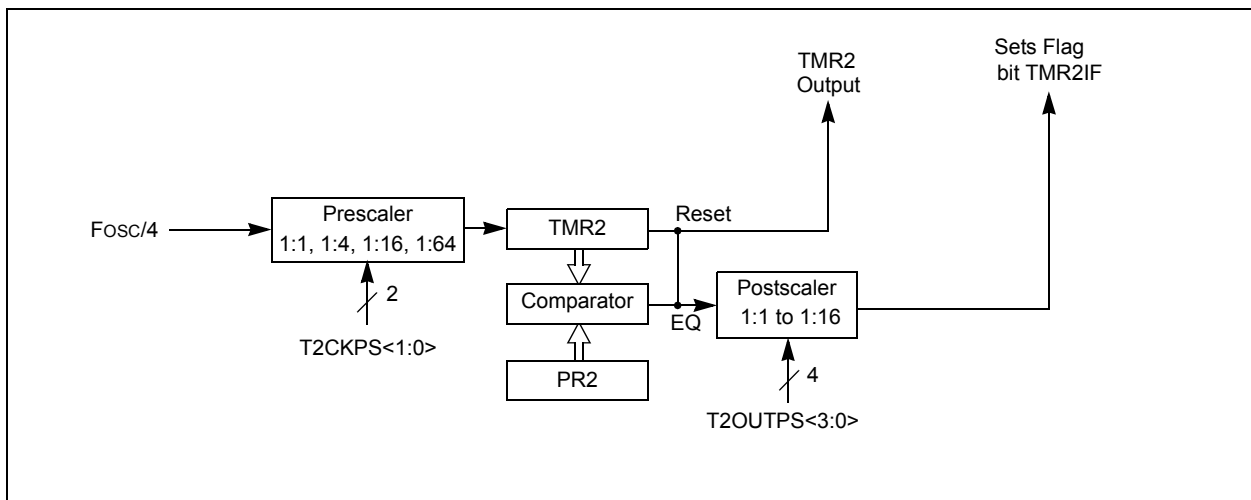 TMR2
Output
Sets Flag
bit TMR2IF
Fosc/4
Prescaler
1:1, 1:4, 1:16, 1:64
2
T2CKPS<1:0>
TMR2
Reset
Comparator
EQ
PR2
Postscaler
1:1 to 1:16
4
T2OUTPS<3:0>